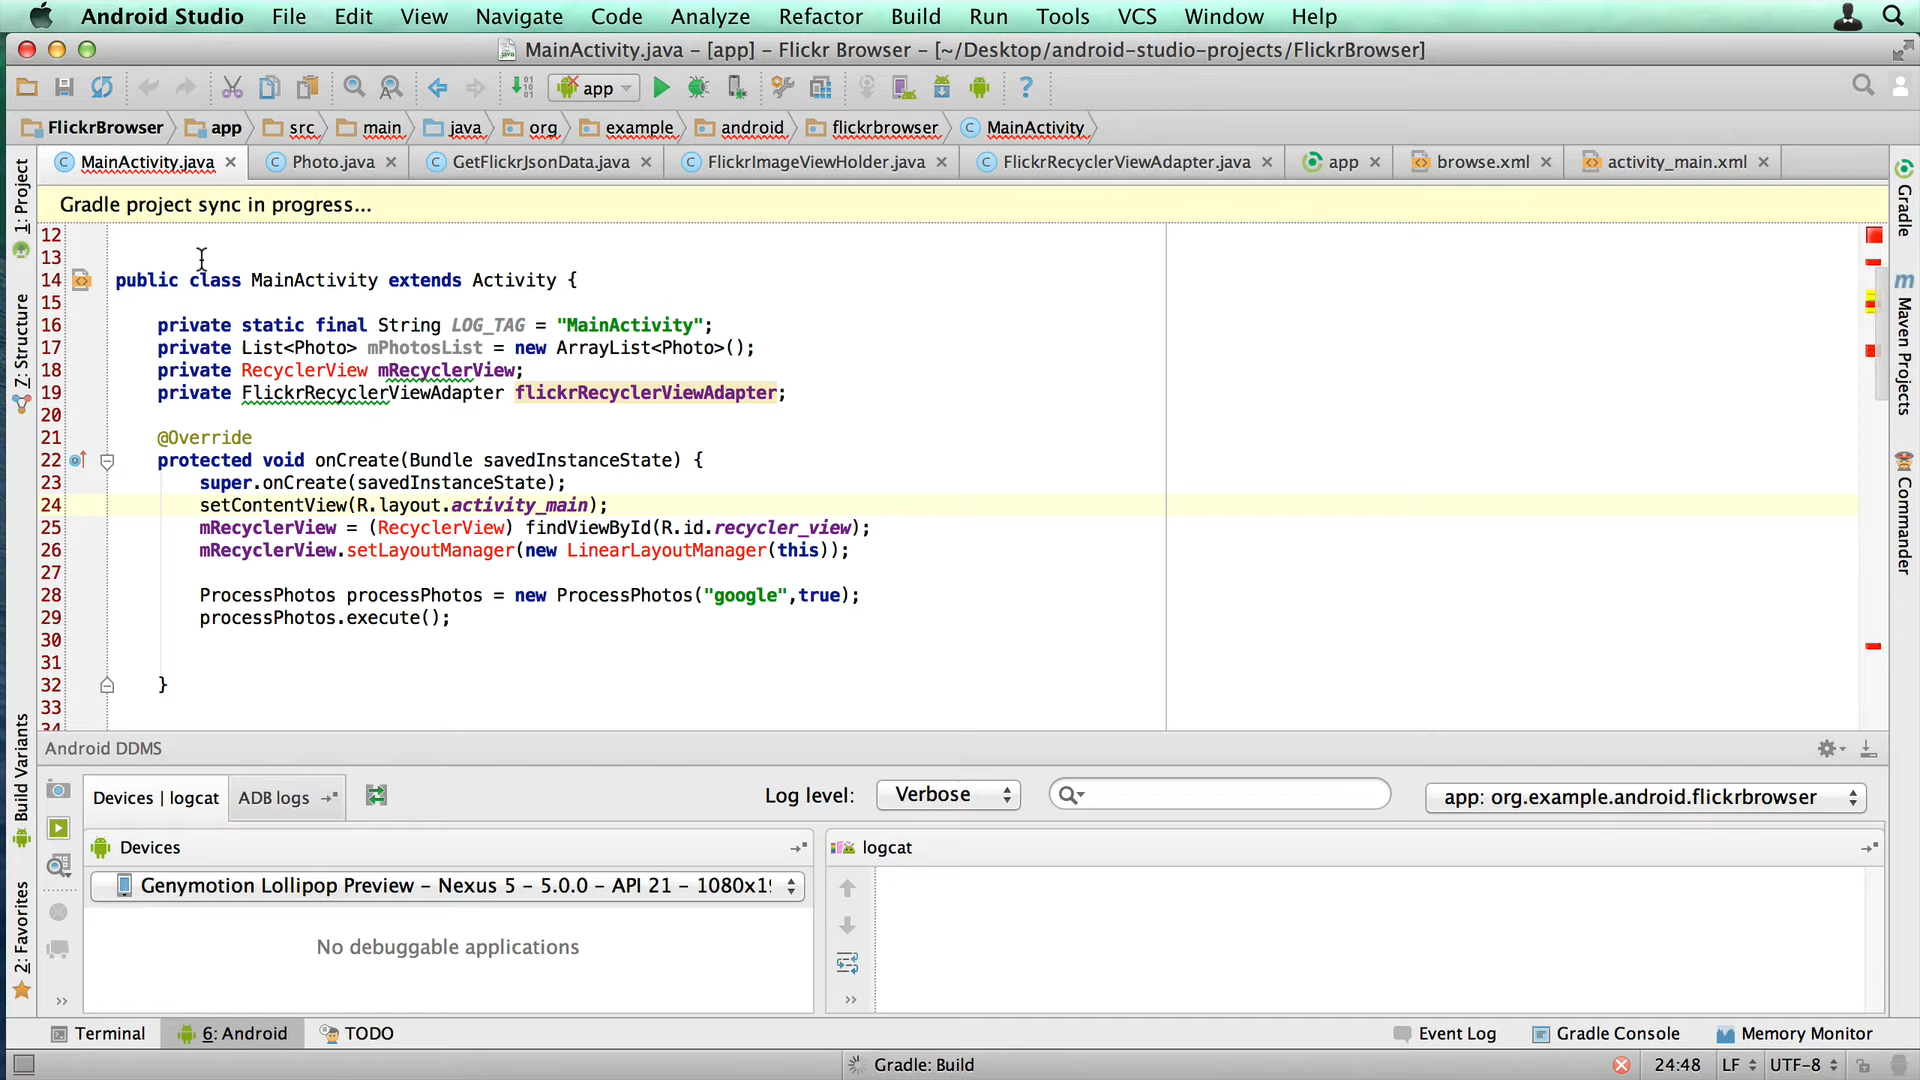 Android Studio File Edit View Navigate Code Analyze Refactor Build Run Tools VCS Window Help
MainActivity.java – [app] – Flickr Browser – [~/Desktop/android-studio-projects/FlickrBrowser]
app
FlickrBrowser app src main java org example android flickrbrowser MainActivity
MainActivity.java Photo.java GetFlickrJsonData.java FlickrImageViewHolder.java FlickrRecyclerViewAdapter.java app browse.xml activity_main.xml
Gradle project sync in progress...
12
13
14 public class MainActivity extends Activity {
15
16 private static final String LOG_TAG = "MainActivity";
17 private List<Photo> mPhotosList = new ArrayList<Photo>();
18 private RecyclerView mRecyclerView;
19 private FlickrRecyclerViewAdapter flickrRecyclerViewAdapter;
20
21 @Override
22 protected void onCreate(Bundle savedInstanceState) {
23 super.onCreate(savedInstanceState);
24 setContentView(R.layout.activity_main);
25 mRecyclerView = (RecyclerView) findViewById(R.id.recycler_view);
26 mRecyclerView.setLayoutManager(new LinearLayoutManager(this));
27
28 ProcessPhotos processPhotos = new ProcessPhotos("google",true);
29 processPhotos.execute();
30
31
32 }
33
34
1: Project
Z: Structure
Build Variants
2: Favorites
Gradle
m
Maven Projects
Commander
Android DDMS
Devices | logcat ADB logs Log level: Verbose app: org.example.android.flickrbrowser
Devices logcat
Genymotion Lollipop Preview – Nexus 5 – 5.0.0 – API 21 – 1080x19
No debuggable applications
Terminal 6: Android TODO Event Log Gradle Console Memory Monitor
Gradle: Build 24:48 LF UTF-8